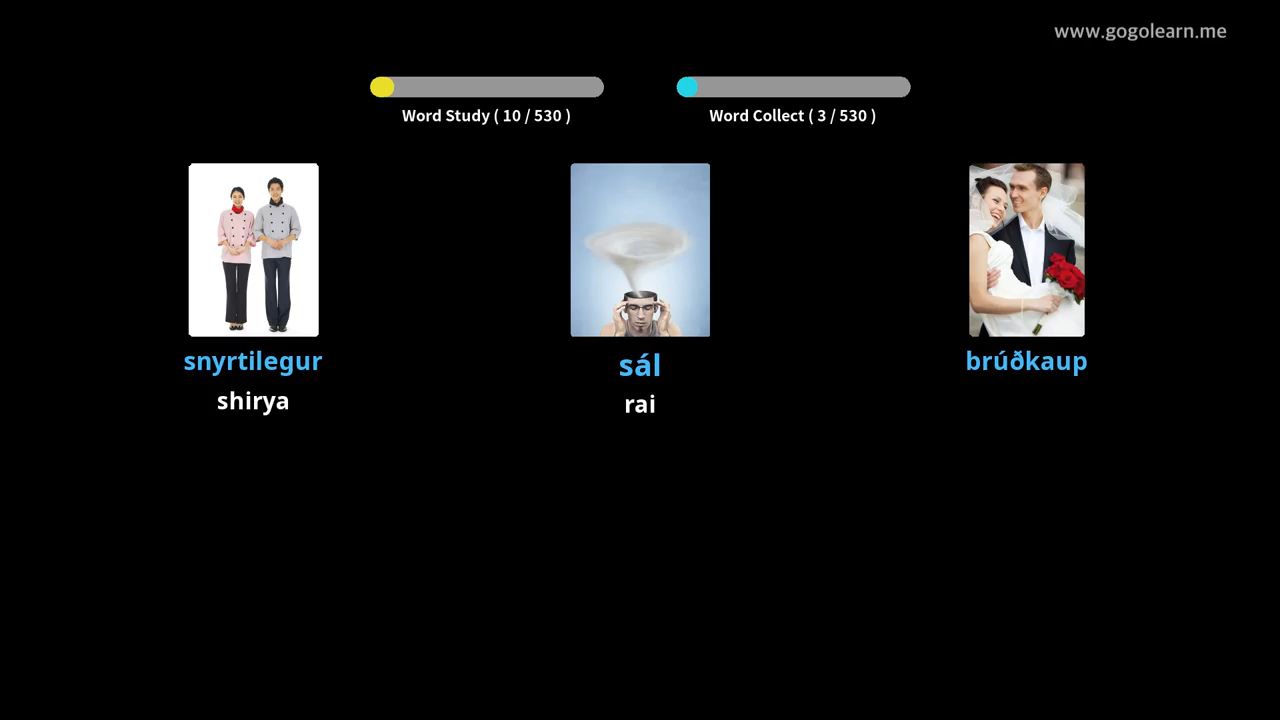 www.gogolearn.me
Word Study ( 10 / 530 )
Word Collect ( 3 / 530 )
snyrtilegur
shirya
sál
rai
brúðkaup